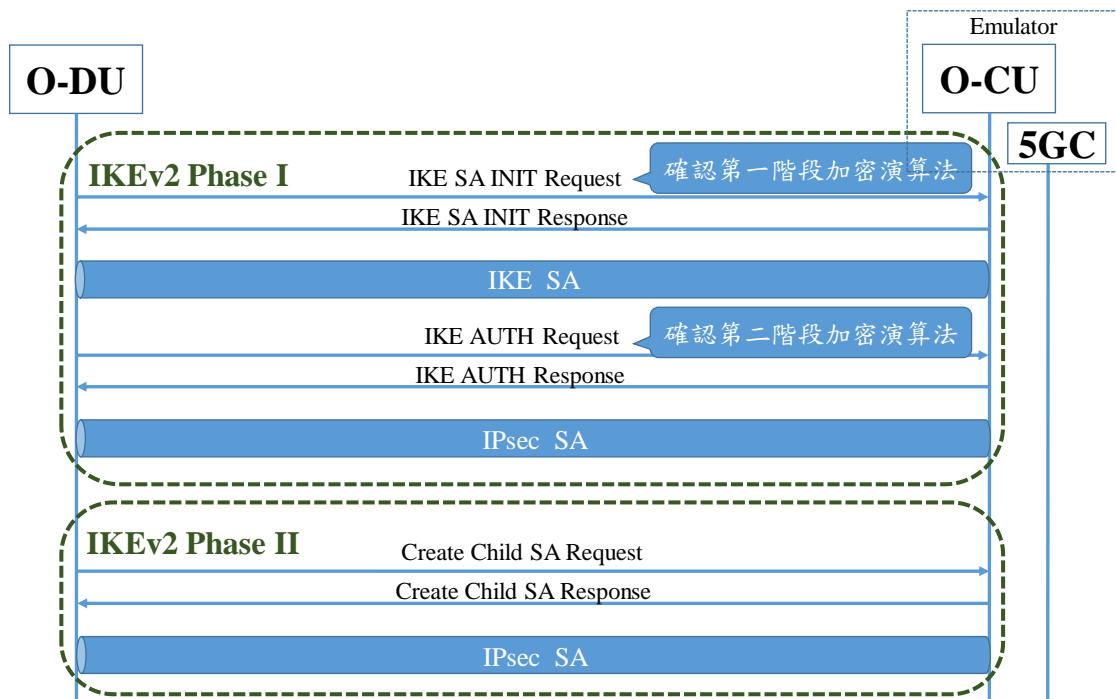 Emulator
O-DU
O-CU
5GC
IKEv2 Phase I
IKE SA INIT Request
確認第一階段加密演算法
IKE SA INIT Response
IKE SA
IKE AUTH Request
確認第二階段加密演算法
IKE AUTH Response
IPsec SA
IKEv2 Phase II
Create Child SA Request
Create Child SA Response
IPsec SA